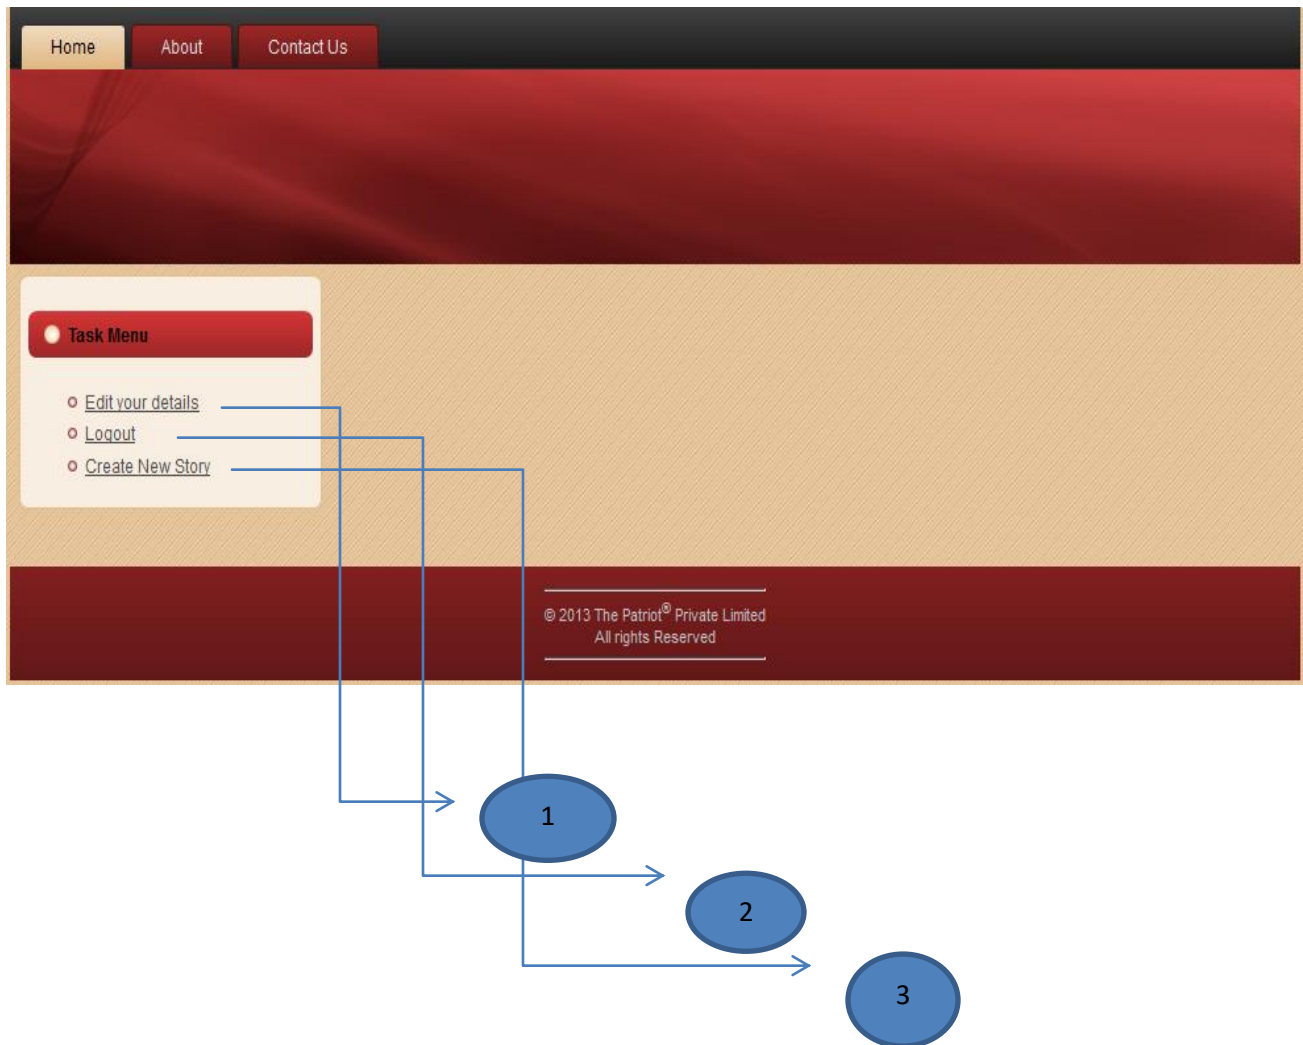 Home About Contact Us
Task Menu
Edit your details
Logout
Create New Story
© 2013 The Patriot® Private Limited
All rights Reserved
1
2
3